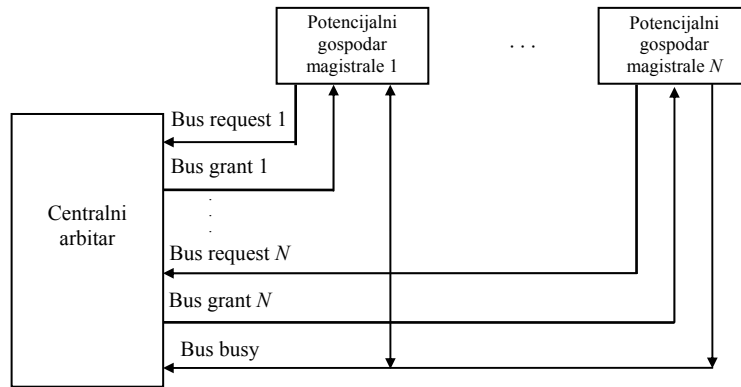 Potencijalni
gospodar
magistrale 1
. . .
Potencijalni
gospodar
magistrale N
Bus request 1
Bus grant 1
.
.
.
Centralni
arbitar
Bus request N
Bus grant N
Bus busy